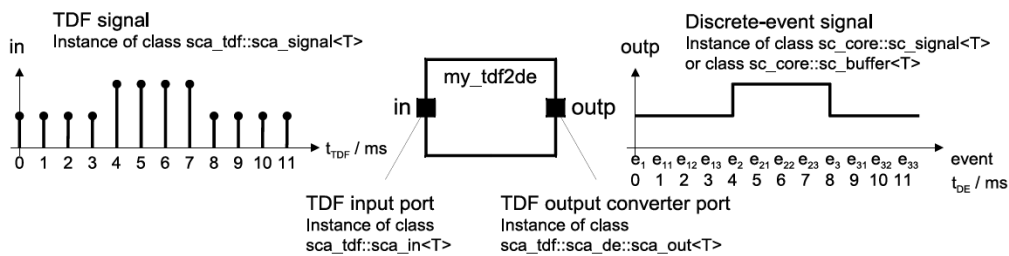 TDF signal
Instance of class sca_tdf::sca_signal<T>
in
0 1 2 3 4 5 6 7 8 9 10 11
t_TDF / ms
my_tdf2de
in
outp
TDF input port
Instance of class
sca_tdf::sca_in<T>
TDF output converter port
Instance of class
sca_tdf::sca_de::sca_out<T>
Discrete-event signal
Instance of class sc_core::sc_signal<T>
or class sc_core::sc_buffer<T>
outp
e1 e11 e12 e13 e2 e21 e22 e23 e3 e31 e32 e33 event
0 1 2 3 4 5 6 7 8 9 10 11 t_DE / ms